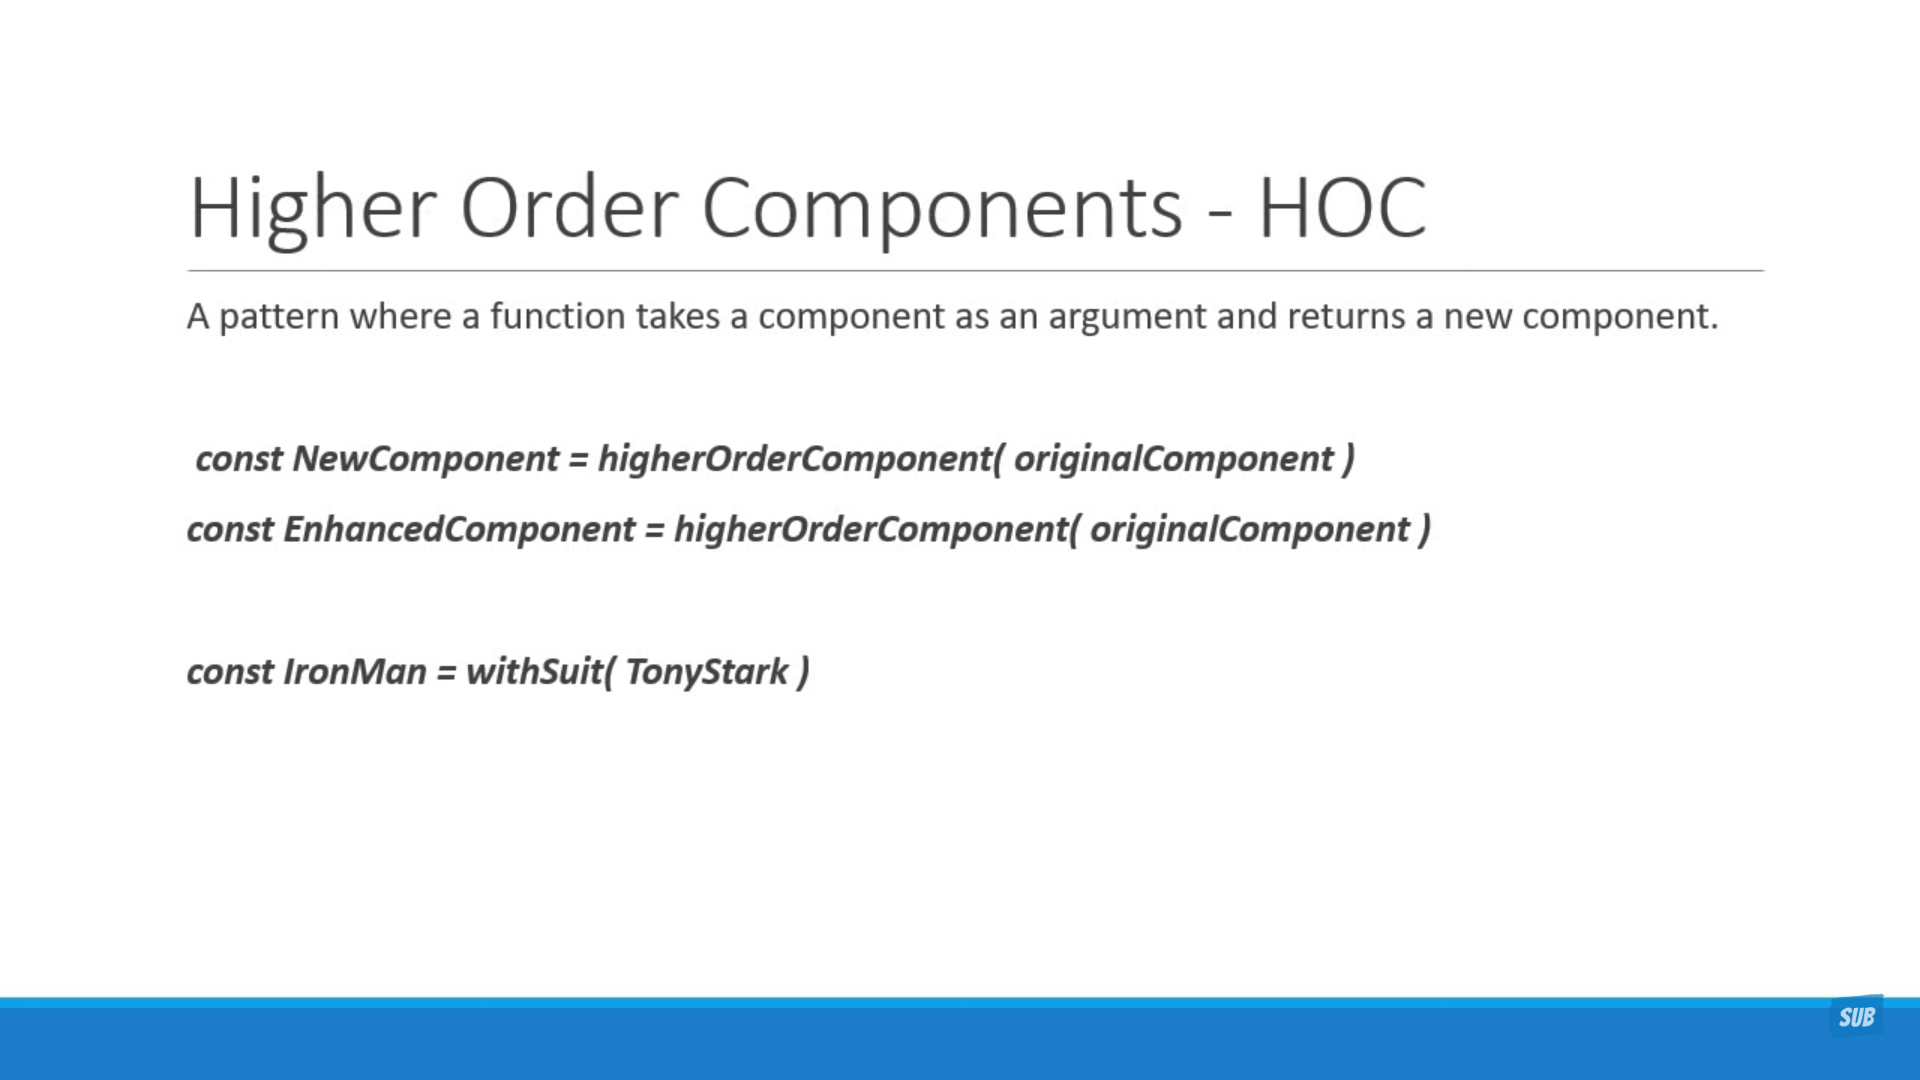 Higher Order Components - HOC
A pattern where a function takes a component as an argument and returns a new component.
const NewComponent = higherOrderComponent( originalComponent )
const EnhancedComponent = higherOrderComponent( originalComponent )
const IronMan = withSuit( TonyStark )
SUB